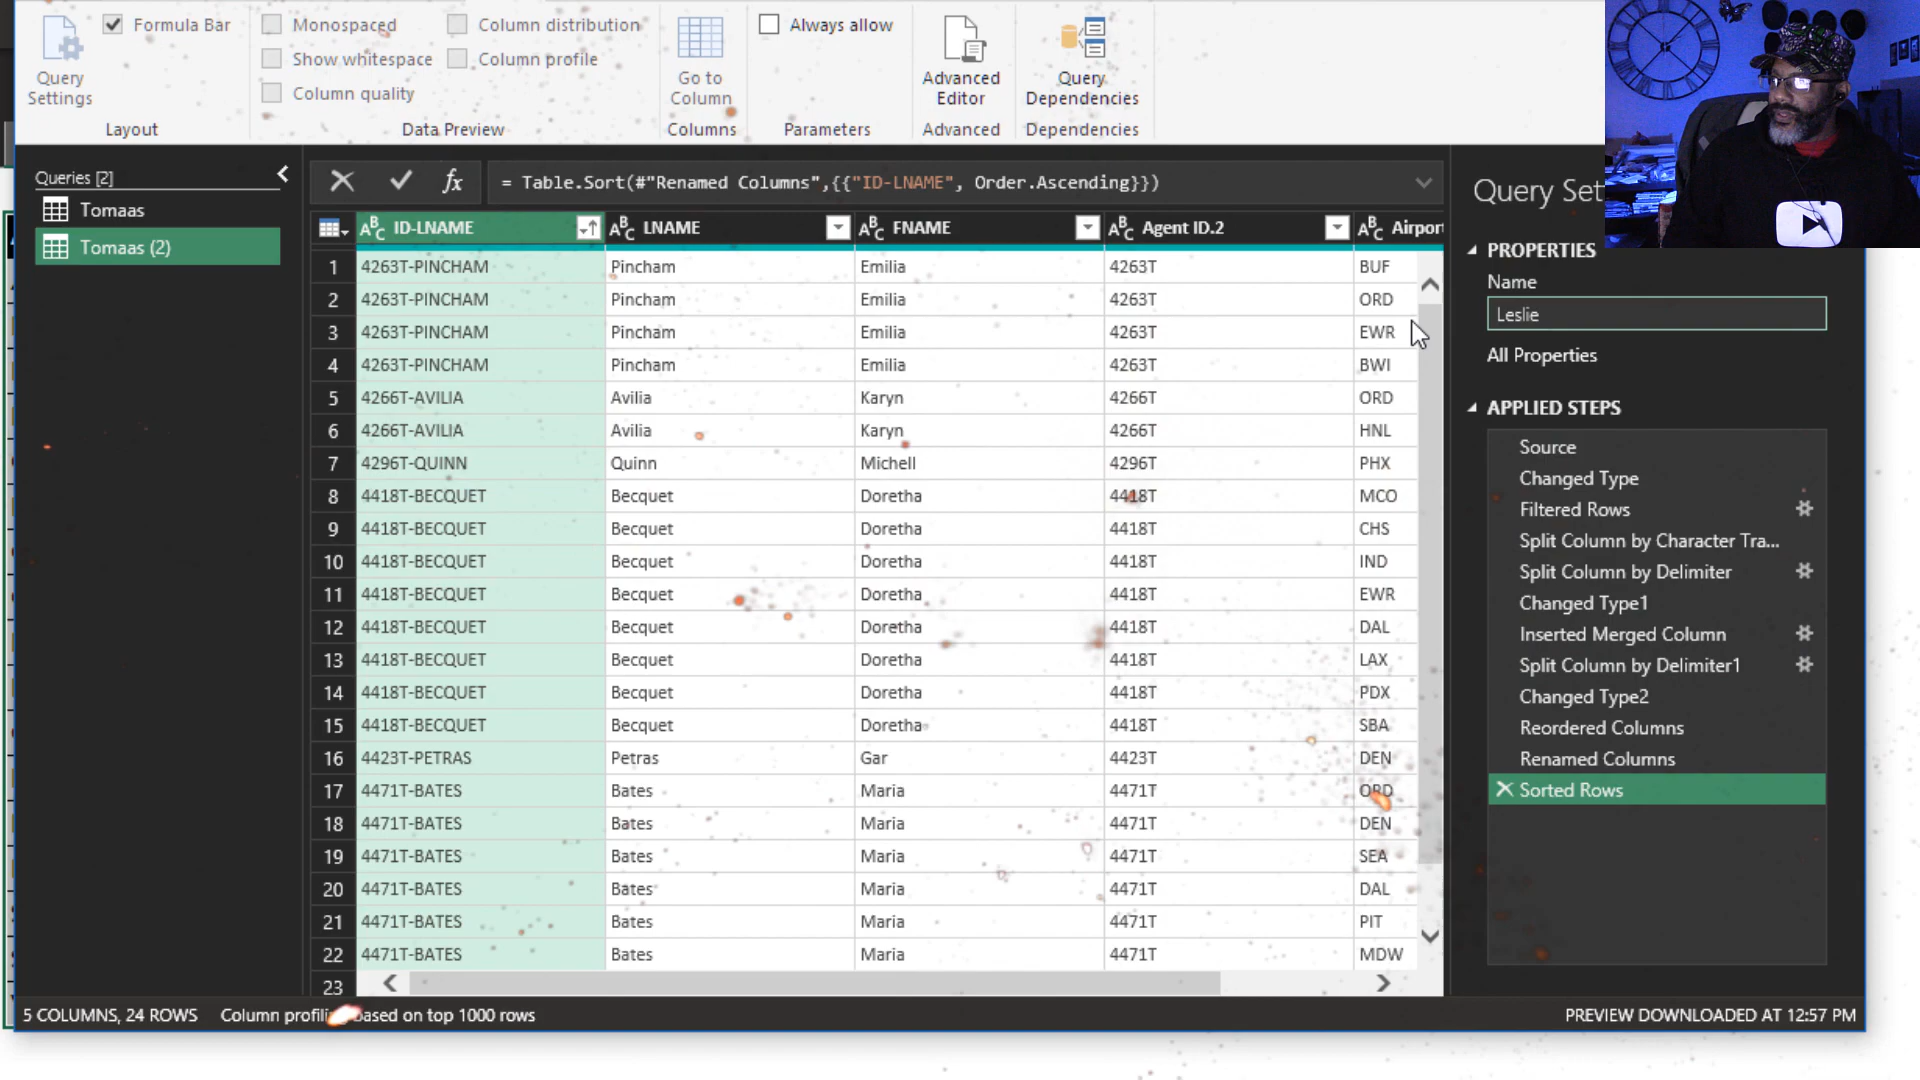 Query Settings
Formula Bar
Monospaced
Show whitespace
Column quality
Column distribution
Column profile
Go to Column
Always allow
Advanced Editor
Query Dependencies
Layout
Data Preview
Columns
Parameters
Advanced
Dependencies
Queries [2]
Tomaas
Tomaas (2)
fx
= Table.Sort(#"Renamed Columns",{{"ID-LNAME", Order.Ascending}})
ID-LNAME LNAME FNAME Agent ID.2 Airport
1 4263T-PINCHAM Pincham Emilia 4263T BUF
2 4263T-PINCHAM Pincham Emilia 4263T ORD
3 4263T-PINCHAM Pincham Emilia 4263T EWR
4 4263T-PINCHAM Pincham Emilia 4263T BWI
5 4266T-AVILIA Avilia Karyn 4266T ORD
6 4266T-AVILIA Avilia Karyn 4266T HNL
7 4296T-QUINN Quinn Michell 4296T PHX
8 4418T-BECQUET Becquet Doretha 4418T MCO
9 4418T-BECQUET Becquet Doretha 4418T CHS
10 4418T-BECQUET Becquet Doretha 4418T IND
11 4418T-BECQUET Becquet Doretha 4418T EWR
12 4418T-BECQUET Becquet Doretha 4418T DAL
13 4418T-BECQUET Becquet Doretha 4418T LAX
14 4418T-BECQUET Becquet Doretha 4418T PDX
15 4418T-BECQUET Becquet Doretha 4418T SBA
16 4423T-PETRAS Petras Gar 4423T DEN
17 4471T-BATES Bates Maria 4471T ORD
18 4471T-BATES Bates Maria 4471T DEN
19 4471T-BATES Bates Maria 4471T SEA
20 4471T-BATES Bates Maria 4471T DAL
21 4471T-BATES Bates Maria 4471T PIT
22 4471T-BATES Bates Maria 4471T MDW
23
Query Set
PROPERTIES
Name
Leslie
All Properties
APPLIED STEPS
Source
Changed Type
Filtered Rows
Split Column by Character Tra...
Split Column by Delimiter
Changed Type1
Inserted Merged Column
Split Column by Delimiter1
Changed Type2
Reordered Columns
Renamed Columns
Sorted Rows
5 COLUMNS, 24 ROWS
Column profiling based on top 1000 rows
PREVIEW DOWNLOADED AT 12:57 PM